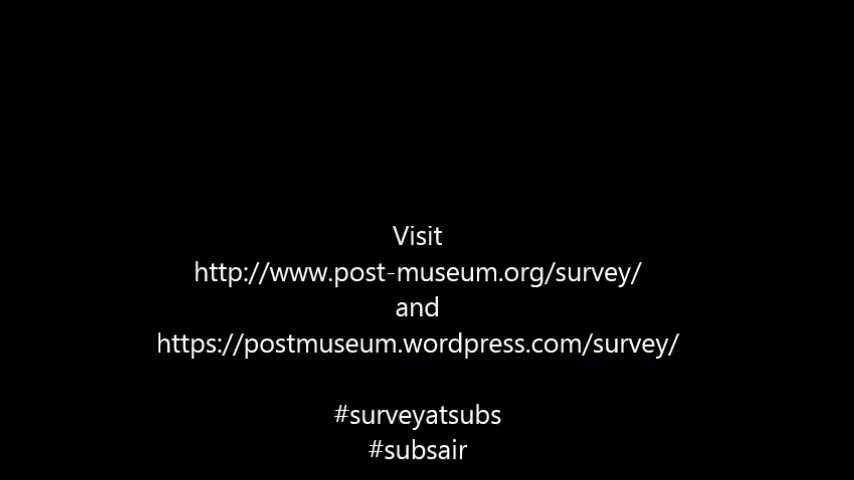 Visit
http://www.post-museum.org/survey/
and
https://postmuseum.wordpress.com/survey/
#surveyatsubs
#subsair